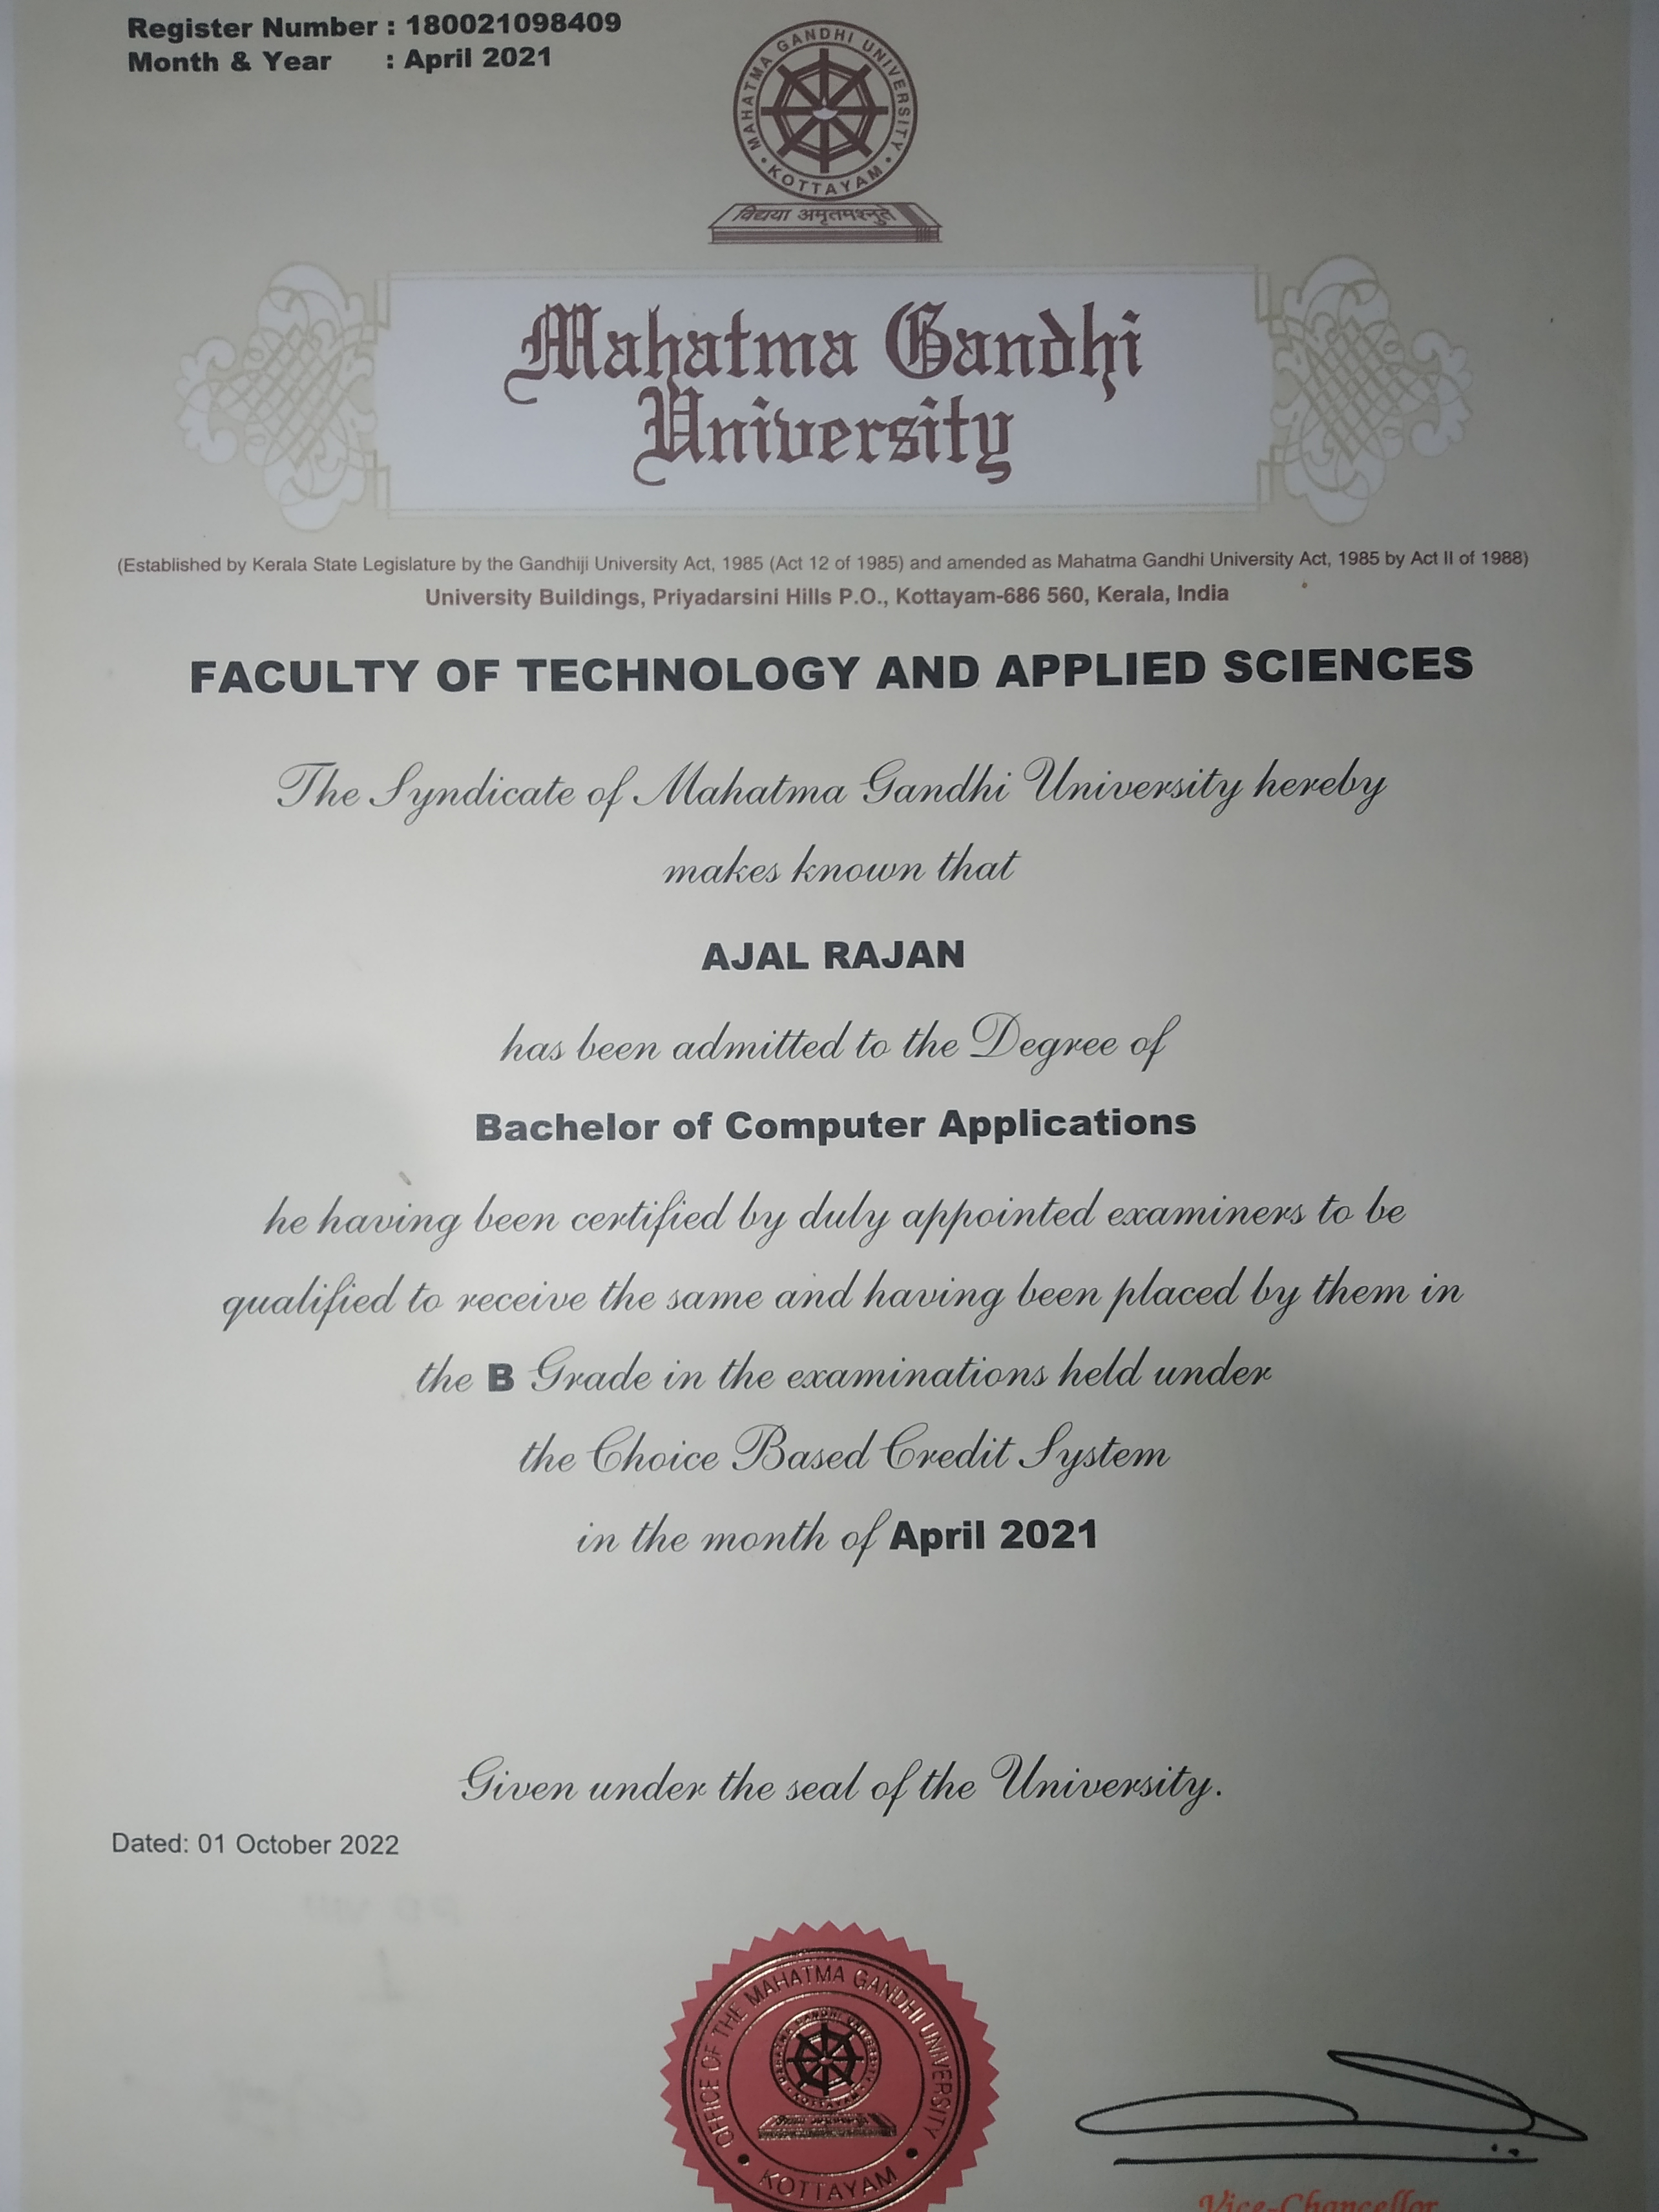 Register Number : 180021098409
Month & Year : April 2021
MAHATMA GANDHI UNIVERSITY
• KOTTAYAM •
विद्यया अमृतमश्नुते
Mahatma Gandhi
University
(Established by Kerala State Legislature by the Gandhiji University Act, 1985 (Act 12 of 1985) and amended as Mahatma Gandhi University Act, 1985 by Act II of 1988)
University Buildings, Priyadarsini Hills P.O., Kottayam-686 560, Kerala, India
FACULTY OF TECHNOLOGY AND APPLIED SCIENCES
The Syndicate of Mahatma Gandhi University hereby
makes known that
AJAL RAJAN
has been admitted to the Degree of
Bachelor of Computer Applications
he having been certified by duly appointed examiners to be
qualified to receive the same and having been placed by them in
the B Grade in the examinations held under
the Choice Based Credit System
in the month of April 2021
Given under the seal of the University.
Dated: 01 October 2022
OFFICE OF THE MAHATMA GANDHI UNIVERSITY
• KOTTAYAM •
MAHATMA GANDHI UNIVERSITY
• KOTTAYAM •
Vice-Chancellor